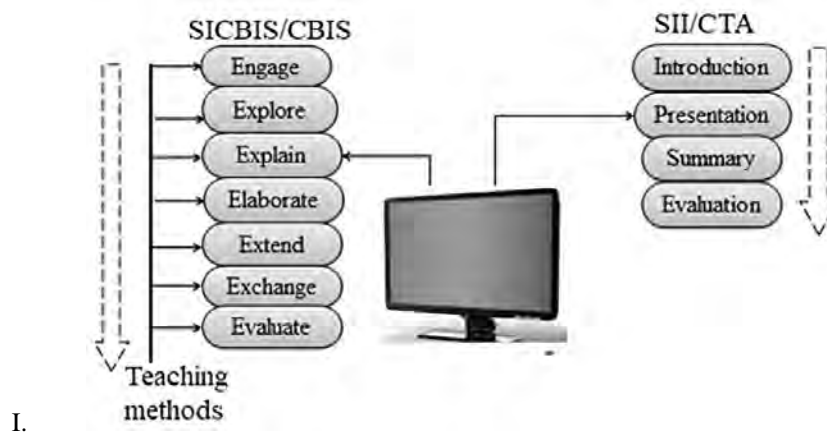 SICBIS/CBIS
Engage
Explore
Explain
Elaborate
Extend
Exchange
Evaluate
Teaching
methods
SII/CTA
Introduction
Presentation
Summary
Evaluation
I.